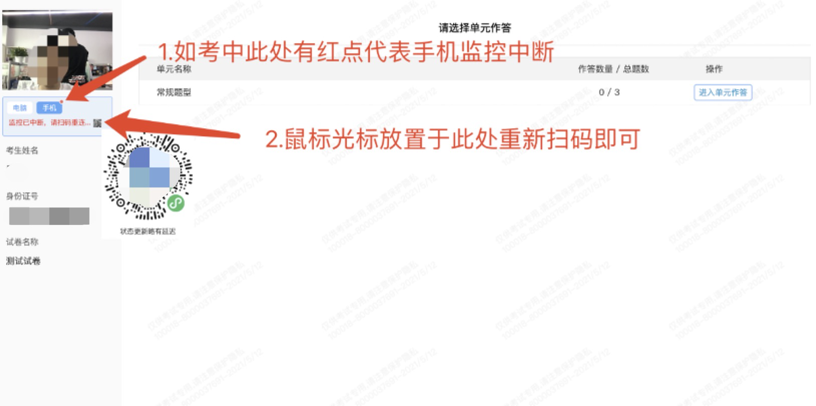 请选择单元作答
1.如考中此处有红点代表手机监控中断
单元名称 作答数量 / 总题数 操作
常规题型 0 / 3 进入单元作答
电脑 手机
监控已中断，请扫码重连...
2.鼠标光标放置于此处重新扫码即可
考生姓名
身份证号
状态更新略有延迟
试卷名称
测试试卷